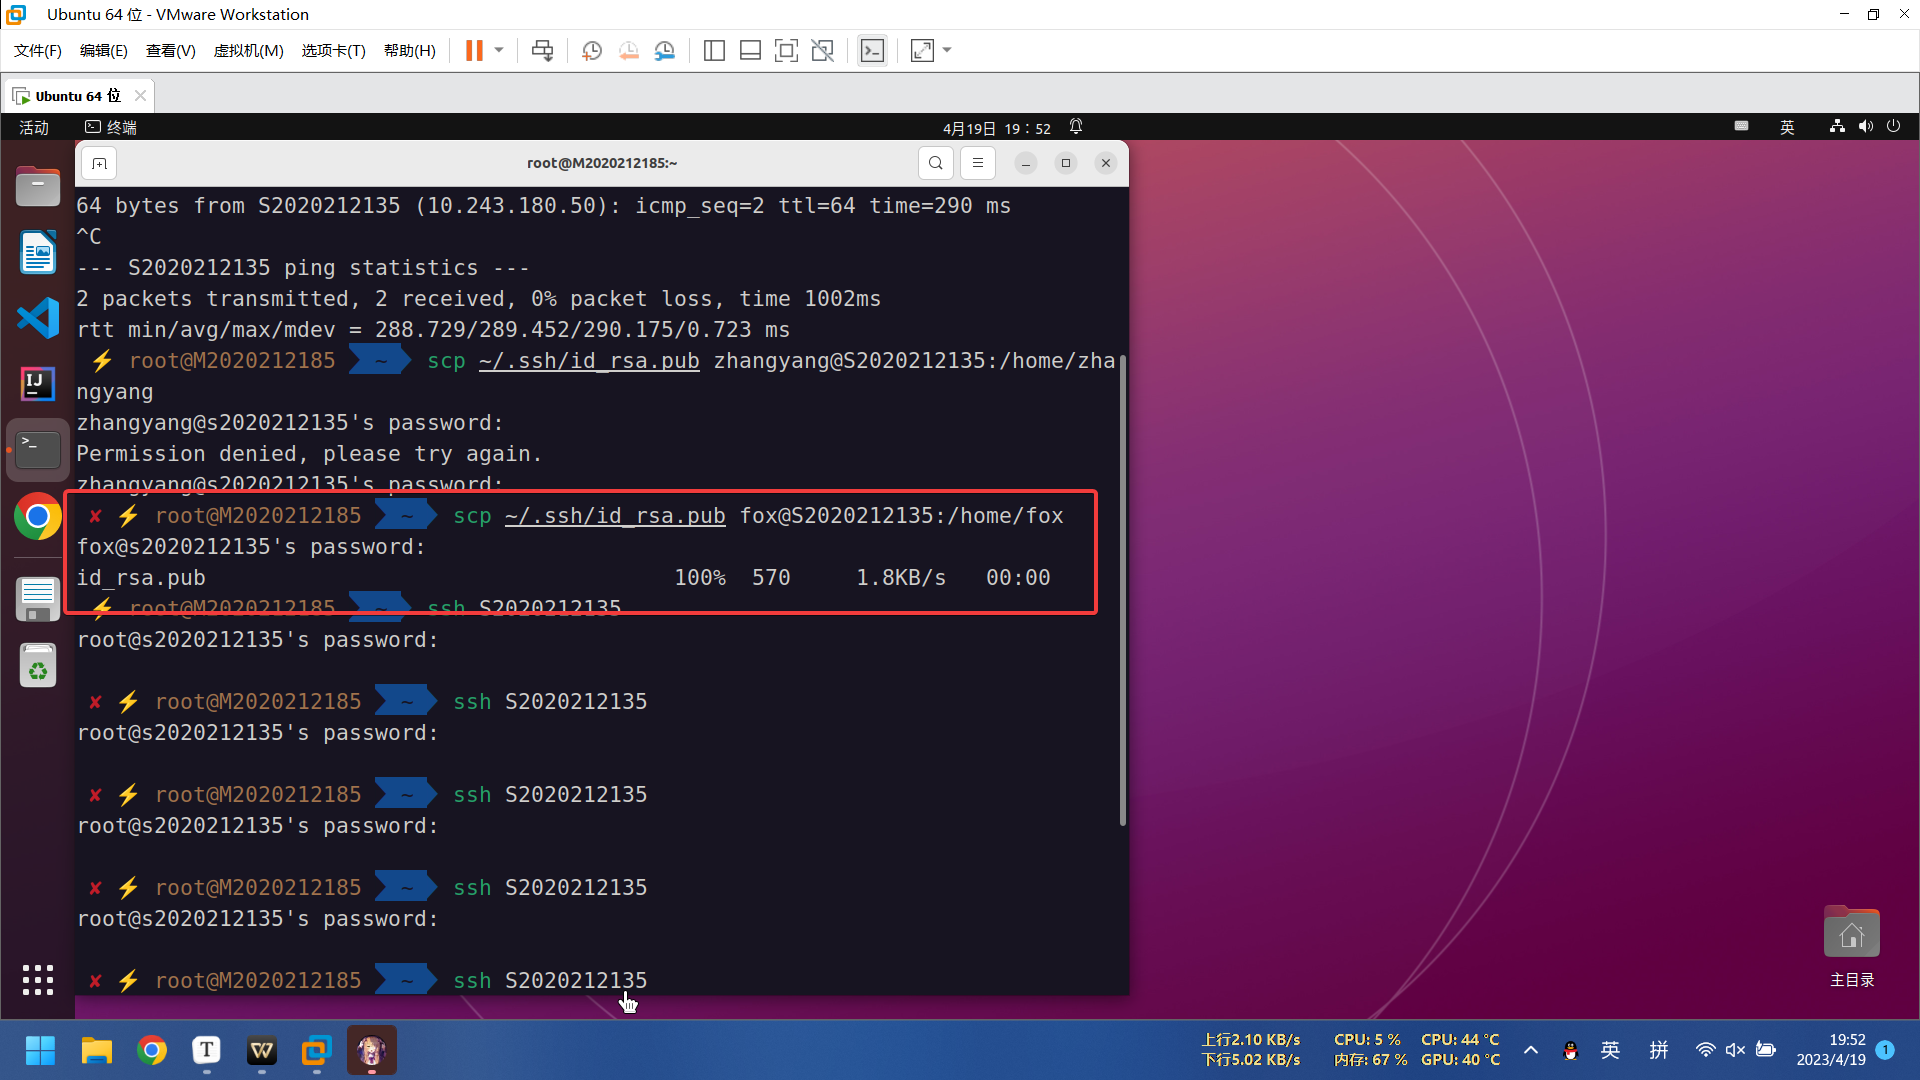 Ubuntu 64 位 - VMware Workstation
文件(F) 编辑(E) 查看(V) 虚拟机(M) 选项卡(T) 帮助(H)
Ubuntu 64 位
活动 终端 4月19日 19：52 英
root@M2020212185:~
64 bytes from S2020212135 (10.243.180.50): icmp_seq=2 ttl=64 time=290 ms
^C
--- S2020212135 ping statistics ---
2 packets transmitted, 2 received, 0% packet loss, time 1002ms
rtt min/avg/max/mdev = 288.729/289.452/290.175/0.723 ms
⚡ root@M2020212185 ~ scp ~/.ssh/id_rsa.pub zhangyang@S2020212135:/home/zha
ngyang
zhangyang@s2020212135's password:
Permission denied, please try again.
zhangyang@s2020212135's password:
✘ ⚡ root@M2020212185 ~ scp ~/.ssh/id_rsa.pub fox@S2020212135:/home/fox
fox@s2020212135's password:
id_rsa.pub 100% 570 1.8KB/s 00:00
⚡ root@M2020212185 ~ ssh S2020212135
root@s2020212135's password:
✘ ⚡ root@M2020212185 ~ ssh S2020212135
root@s2020212135's password:
✘ ⚡ root@M2020212185 ~ ssh S2020212135
root@s2020212135's password:
✘ ⚡ root@M2020212185 ~ ssh S2020212135
root@s2020212135's password:
✘ ⚡ root@M2020212185 ~ ssh S2020212135
主目录
上行2.10 KB/s CPU: 5 % CPU: 44 °C
下行5.02 KB/s 内存: 67 % GPU: 40 °C
英 拼
19:52
2023/4/19
1